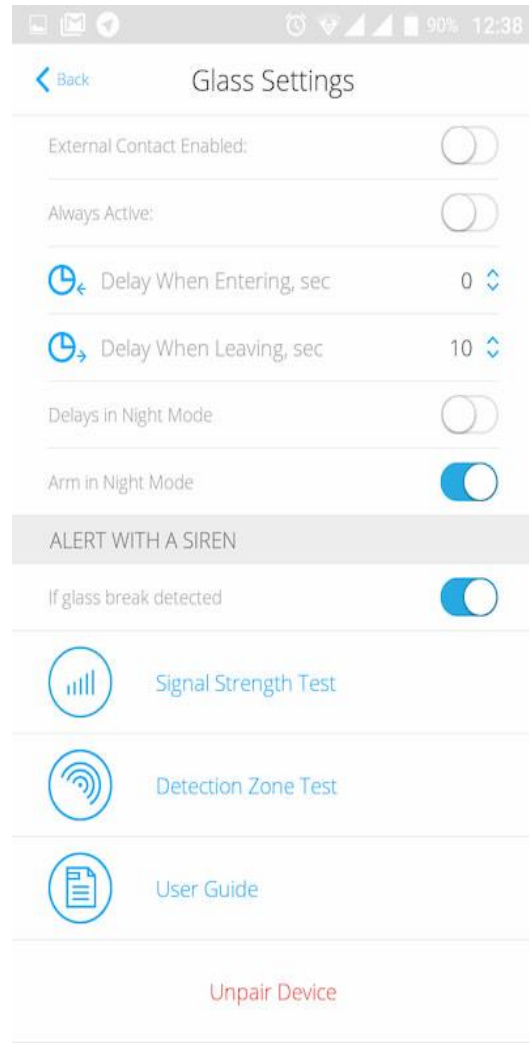 90% 12:38
Back Glass Settings
External Contact Enabled:
Always Active:
Delay When Entering, sec 0
Delay When Leaving, sec 10
Delays in Night Mode
Arm in Night Mode
ALERT WITH A SIREN
If glass break detected
Signal Strength Test
Detection Zone Test
User Guide
Unpair Device